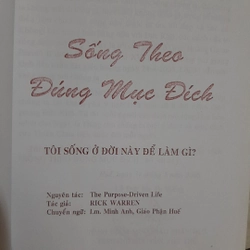 Sống Theo
Đúng Mục Đích
TÔI SỐNG Ở ĐỜI NÀY ĐỂ LÀM GÌ?
Nguyên tác: The Purpose-Driven Life
Tác giả: RICK WARREN
Chuyển ngữ: Lm. Minh Anh, Giáo Phận Huế